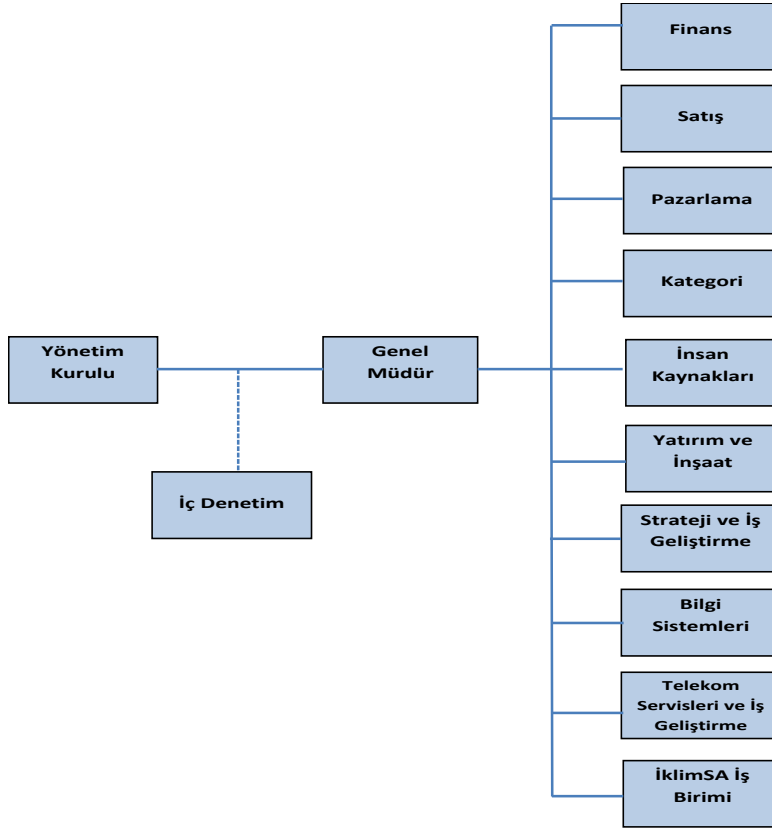 Finans
Satış
Pazarlama
Kategori
Yönetim
Kurulu
Genel
Müdür
İnsan
Kaynakları
Yatırım ve
İnşaat
İç Denetim
Strateji ve İş
Geliştirme
Bilgi
Sistemleri
Telekom
Servisleri ve İş
Geliştirme
İklimSA İş
Birimi